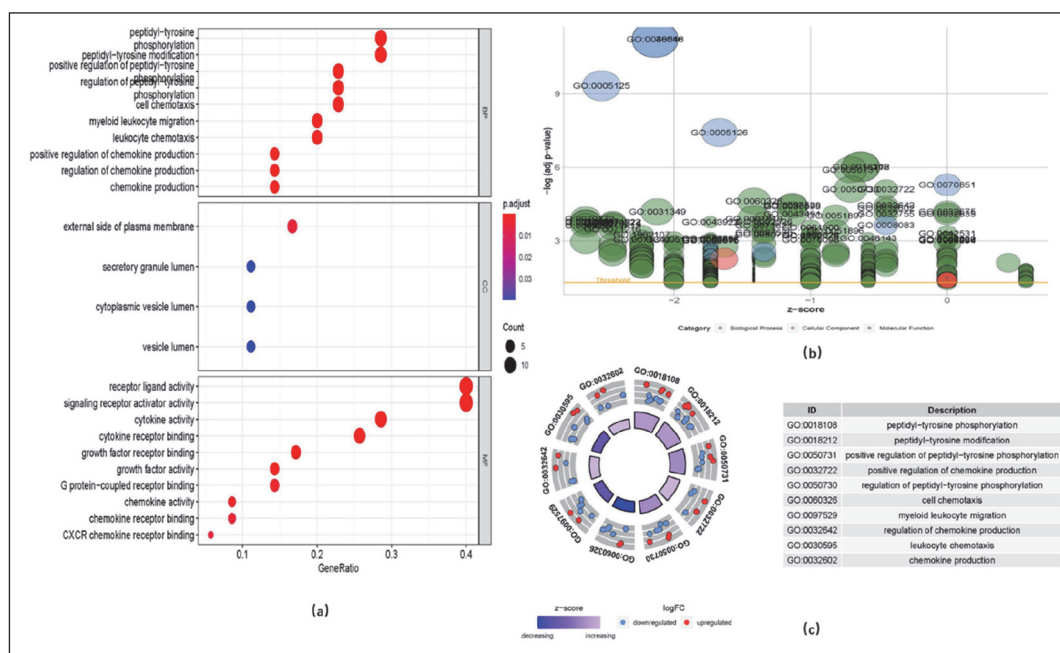 peptidyl-tyrosine
phosphorylation
peptidyl-tyrosine modification
positive regulation of peptidyl-tyrosine
phosphorylation
regulation of peptidyl-tyrosine
phosphorylation
cell chemotaxis
myeloid leukocyte migration
leukocyte chemotaxis
positive regulation of chemokine production
regulation of chemokine production
chemokine production
BP
external side of plasma membrane
secretory granule lumen
cytoplasmic vesicle lumen
vesicle lumen
CC
receptor ligand activity
signaling receptor activator activity
cytokine activity
cytokine receptor binding
growth factor receptor binding
growth factor activity
G protein-coupled receptor binding
chemokine activity
chemokine receptor binding
CXCR chemokine receptor binding
MF
0.1 0.2 0.3 0.4
GeneRatio
p.adjust
0.01
0.02
0.03
Count
5
10
(a)
-log (adj p-value)
9
6
3
GO:0005125
GO:0005126
GO:0070851
GO:0032722
GO:0031349
GO:0042531
Threshold
-2 -1 0
z-score
Category Biological Process Cellular Component Molecular Function
(b)
GO:0032602
GO:0018108
GO:0018212
GO:0050731
GO:0032722
GO:0050730
GO:0060326
GO:0097529
GO:0032642
GO:0030595
z-score
decreasing increasing
logFC
downregulated upregulated
ID Description
GO:0018108 peptidyl-tyrosine phosphorylation
GO:0018212 peptidyl-tyrosine modification
GO:0050731 positive regulation of peptidyl-tyrosine phosphorylation
GO:0032722 positive regulation of chemokine production
GO:0050730 regulation of peptidyl-tyrosine phosphorylation
GO:0060326 cell chemotaxis
GO:0097529 myeloid leukocyte migration
GO:0032642 regulation of chemokine production
GO:0030595 leukocyte chemotaxis
GO:0032602 chemokine production
(c)